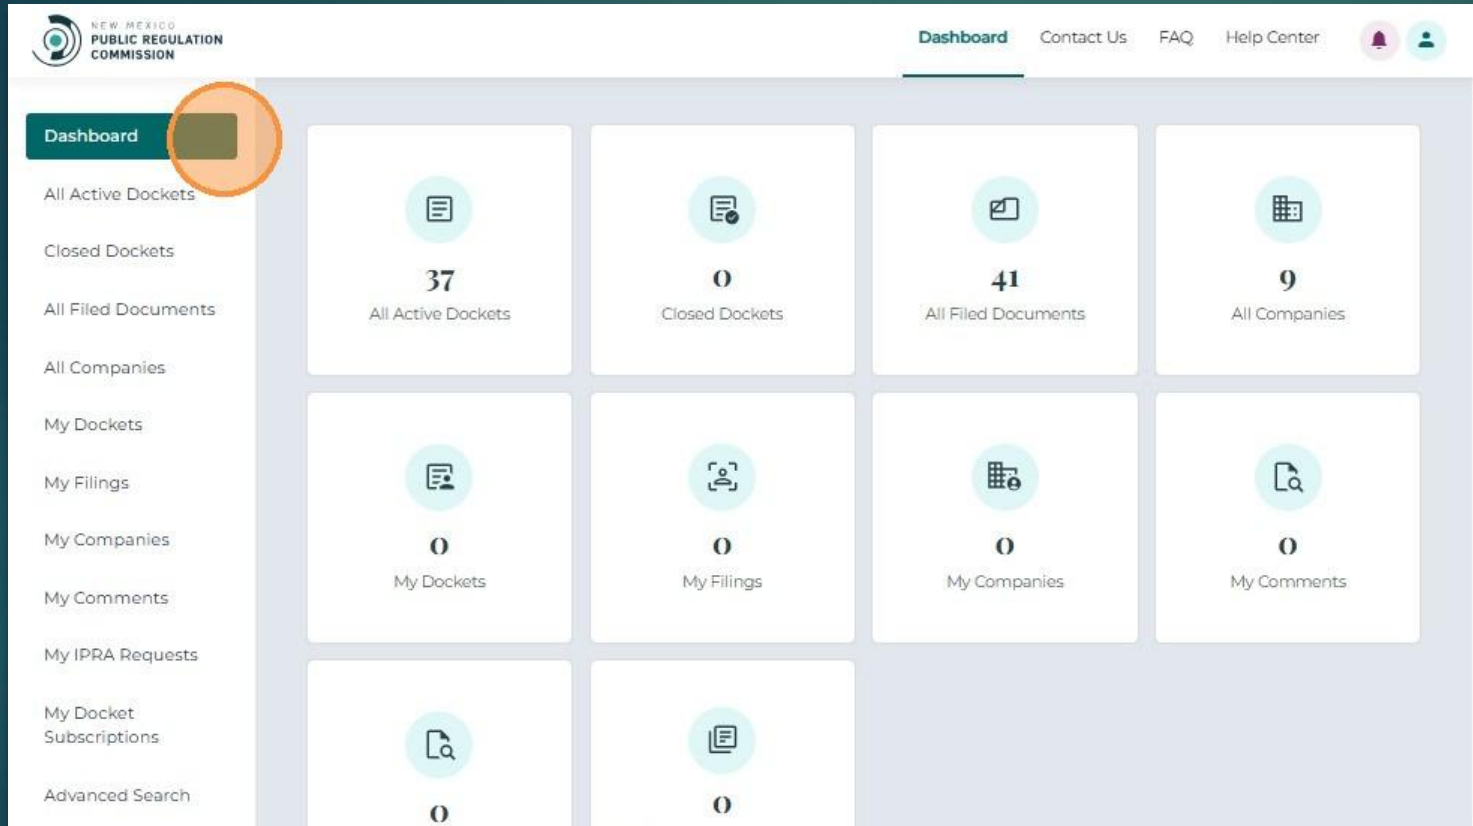 NEW MEXICO
PUBLIC REGULATION
COMMISSION
Dashboard
Contact Us
FAQ
Help Center
Dashboard
All Active Dockets
Closed Dockets
All Filed Documents
All Companies
My Dockets
My Filings
My Companies
My Comments
My IPRA Requests
My Docket
Subscriptions
Advanced Search
37
All Active Dockets
0
Closed Dockets
41
All Filed Documents
9
All Companies
0
My Dockets
0
My Filings
0
My Companies
0
My Comments
0
0